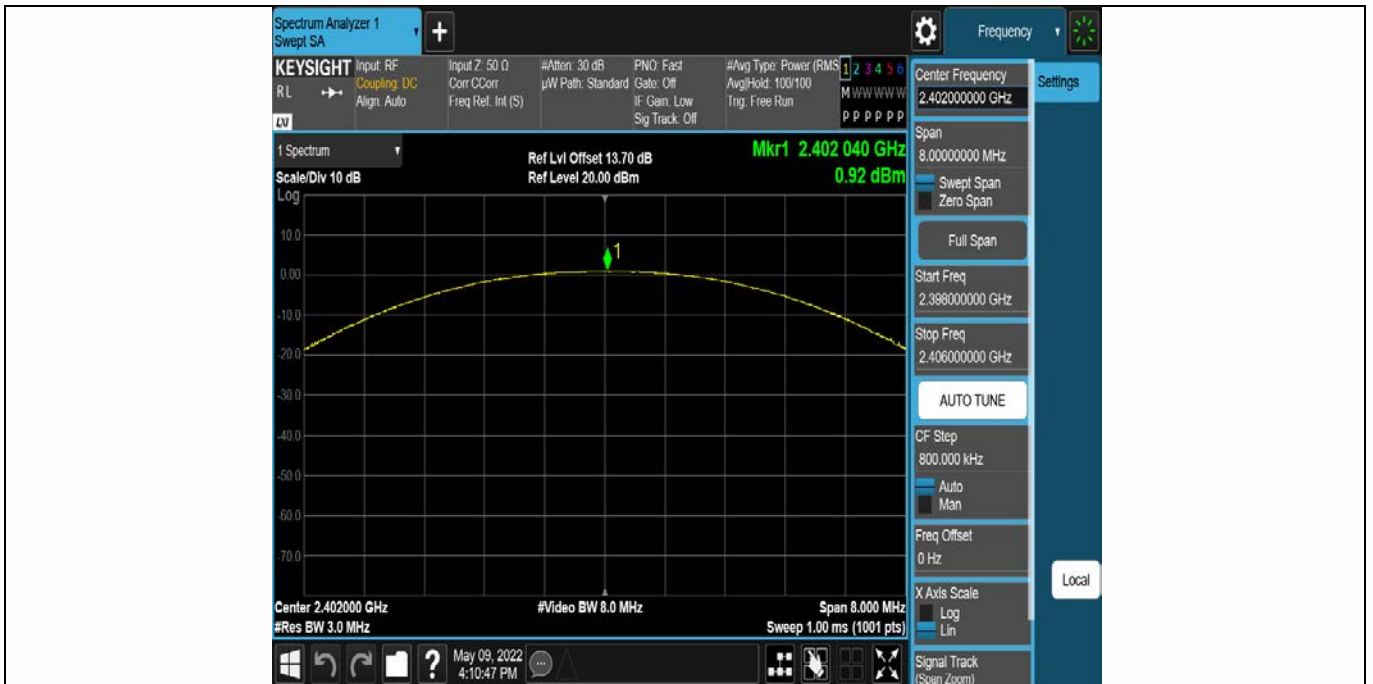 Spectrum Analyzer 1
Swept SA
+
Frequency
KEYSIGHT
RL
Input: RF
Coupling: DC
Align: Auto
Input Z: 50 Ω
Corr CCorr
Freq Ref: Int (S)
#Atten: 30 dB
µW Path: Standard
PNO: Fast
Gate: Off
IF Gain: Low
Sig Track: Off
#Avg Type: Power (RMS
Avg|Hold: 100/100
Trig: Free Run
1 2 3 4 5 6
M W W W W W
P P P P P P
1 Spectrum
Scale/Div 10 dB
Log
Ref Lvl Offset 13.70 dB
Ref Level 20.00 dBm
Mkr1 2.402 040 GHz
0.92 dBm
10.0
0.00
-10.0
-20.0
-30.0
-40.0
-50.0
-60.0
-70.0
1
Center 2.402000 GHz
#Res BW 3.0 MHz
#Video BW 8.0 MHz
Span 8.000 MHz
Sweep 1.00 ms (1001 pts)
Center Frequency
2.402000000 GHz
Settings
Span
8.00000000 MHz
Swept Span
Zero Span
Full Span
Start Freq
2.398000000 GHz
Stop Freq
2.406000000 GHz
AUTO TUNE
CF Step
800.000 kHz
Auto
Man
Freq Offset
0 Hz
X Axis Scale
Log
Lin
Local
Signal Track
(Span Zoom)
?
May 09, 2022
4:10:47 PM